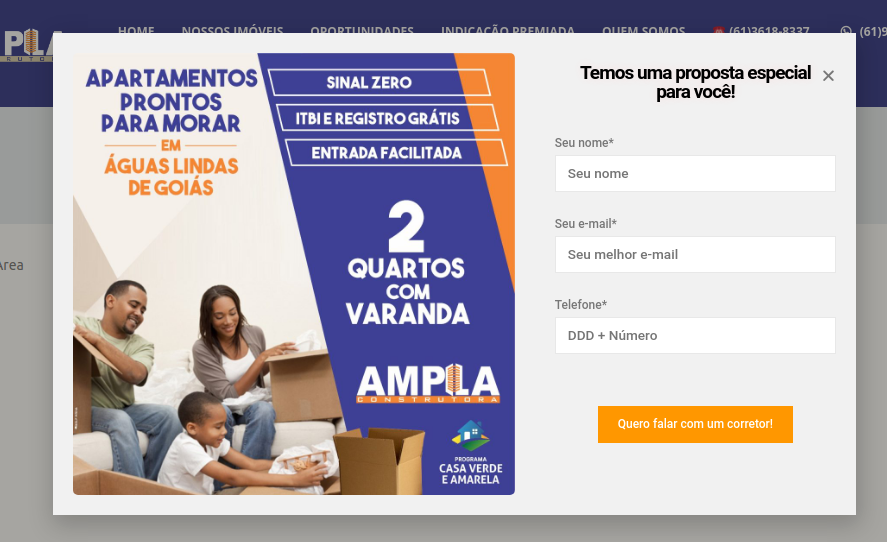 HOME NOSSOS IMÓVEIS OPORTUNIDADES INDICAÇÃO PREMIADA QUEM SOMOS (61)3618-8337 (61)9
Area
APARTAMENTOS
PRONTOS
PARA MORAR
EM
ÁGUAS LINDAS
DE GOIÁS
SINAL ZERO
ITBI E REGISTRO GRÁTIS
ENTRADA FACILITADA
2
QUARTOS
COM
VARANDA
AMPLA
CONSTRUTORA
PROGRAMA
CASA VERDE
E AMARELA
Temos uma proposta especial
para você!
×
Seu nome*
Seu nome
Seu e-mail*
Seu melhor e-mail
Telefone*
DDD + Número
Quero falar com um corretor!